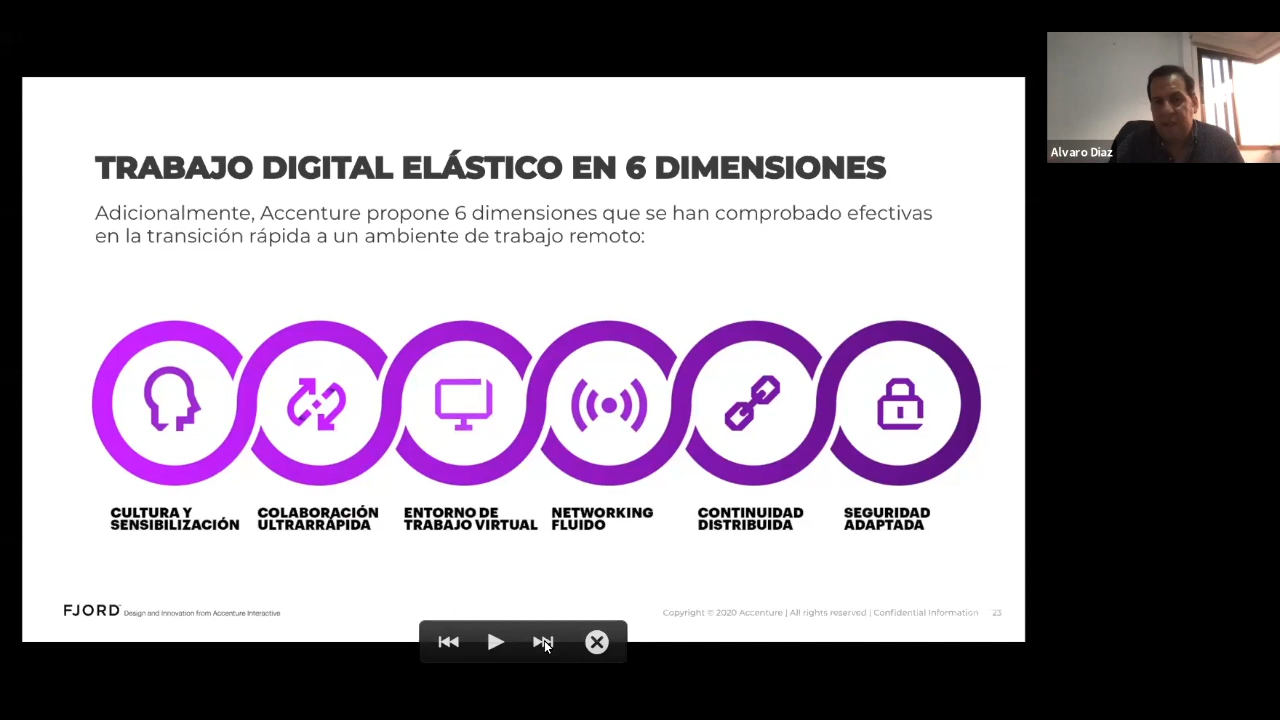 TRABAJO DIGITAL ELÁSTICO EN 6 DIMENSIONES
Adicionalmente, Accenture propone 6 dimensiones que se han comprobado efectivas
en la transición rápida a un ambiente de trabajo remoto:
CULTURA Y
SENSIBILIZACIÓN
COLABORACIÓN
ULTRARRÁPIDA
ENTORNO DE
TRABAJO VIRTUAL
NETWORKING
FLUIDO
CONTINUIDAD
DISTRIBUIDA
SEGURIDAD
ADAPTADA
FJORD Design and Innovation from Accenture Interactive
Copyright © 2020 Accenture | All rights reserved | Confidential Information 23
Alvaro Diaz